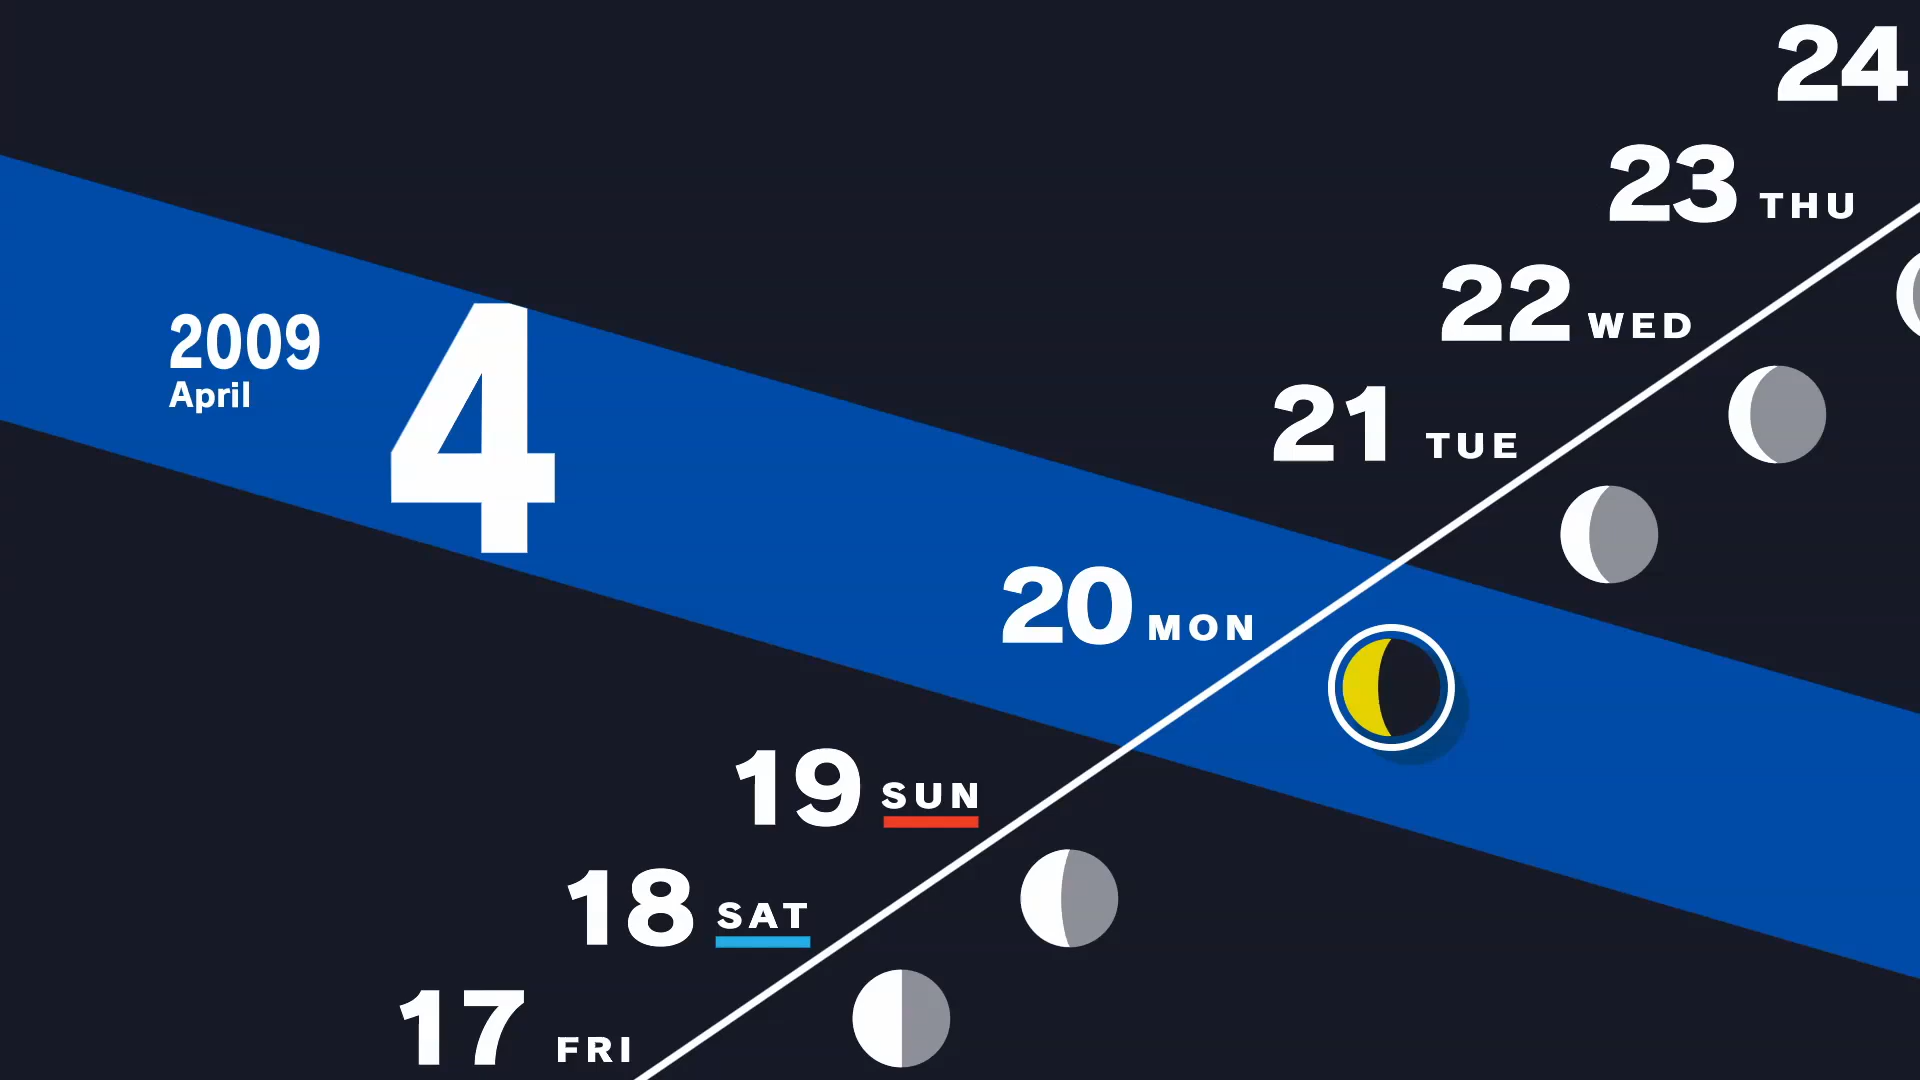 2009
April
4
24
23 THU
22 WED
21 TUE
20 MON
19 SUN
18 SAT
17 FRI